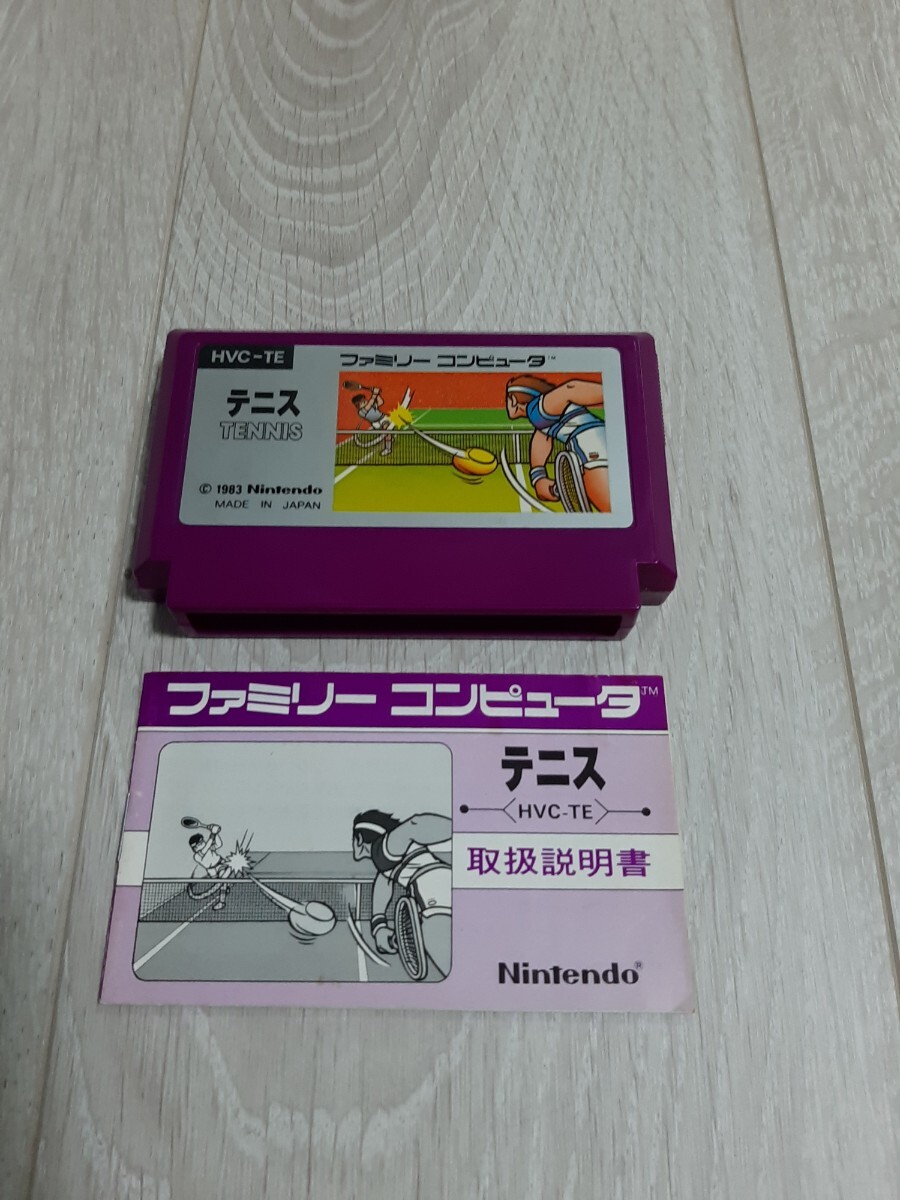 HVC-TE
ファミリー コンピュータ™
テニス
TENNIS
© 1983 Nintendo
MADE IN JAPAN
ファミリー コンピュータ™
テニス
HVC-TE
取扱説明書
Nintendo®